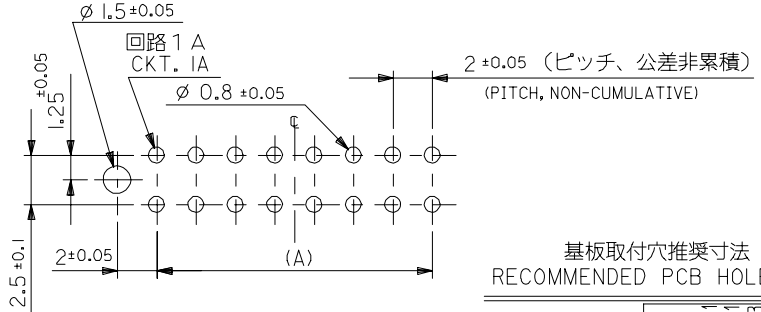 Ø 1.5±0.05
回路1A
CKT. 1A
Ø 0.8 ±0.05
2 ±0.05 (ピッチ、公差非累積)
(PITCH, NON-CUMULATIVE)
±0.05
1.25
2.5 ±0.1
2±0.05
(A)
℄
基板取付穴推奨寸法
RECOMMENDED PCB HOLE